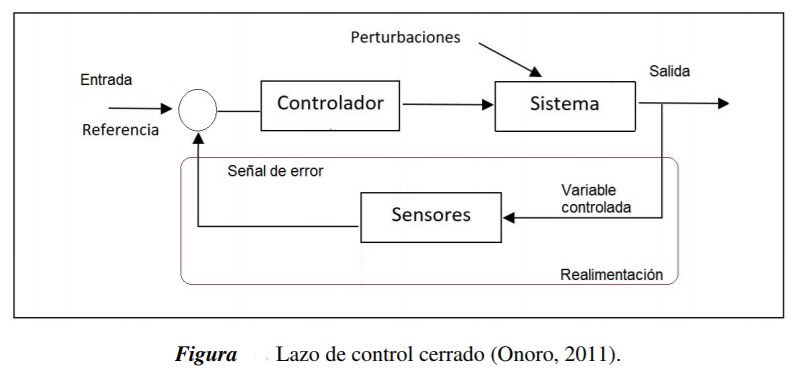 Perturbaciones
Entrada
Referencia
Controlador
Sistema
Salida
Señal de error
Sensores
Variable
controlada
Realimentación
Figura . Lazo de control cerrado (Onoro, 2011).